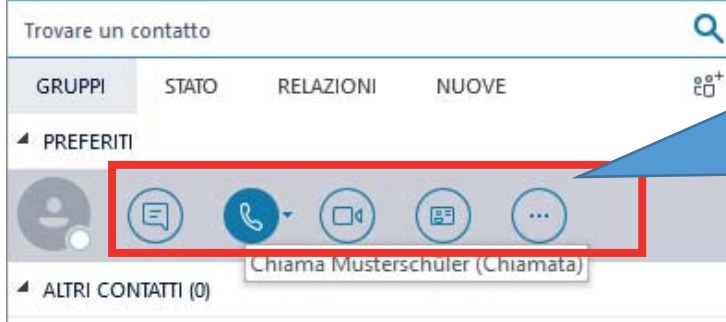 Trovare un contatto
GRUPPI STATO RELAZIONI NUOVE
PREFERITI
Chiama Musterschüler (Chiamata)
ALTRI CONTATTI (0)